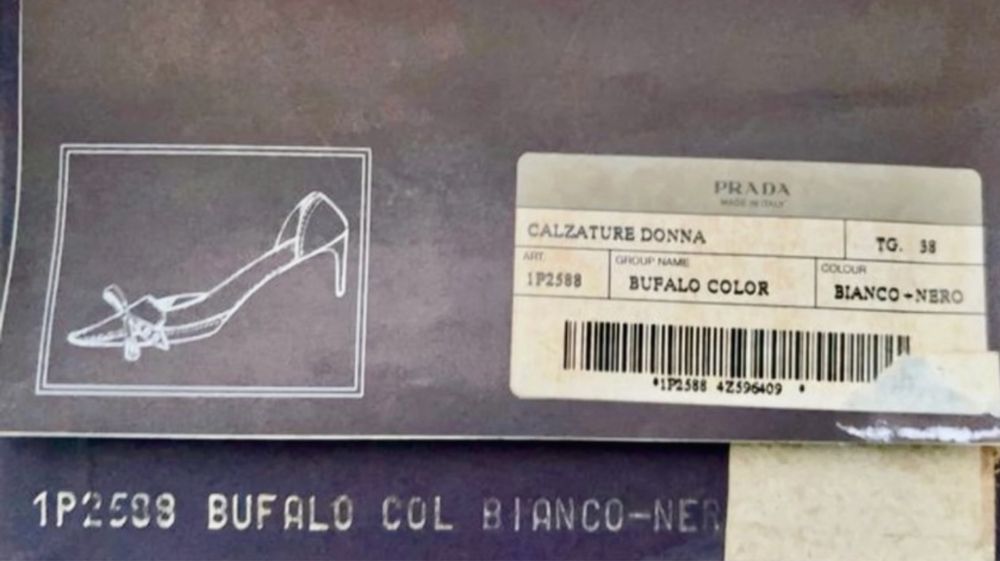 PRADA
MADE IN ITALY
CALZATURE DONNA
TG. 38
ART.
1P2588
GROUP NAME
BUFALO COLOR
COLOUR
BIANCO+NERO
*1P2588 4Z596409 *
1P2588 BUFALO COL BIANCO-NER